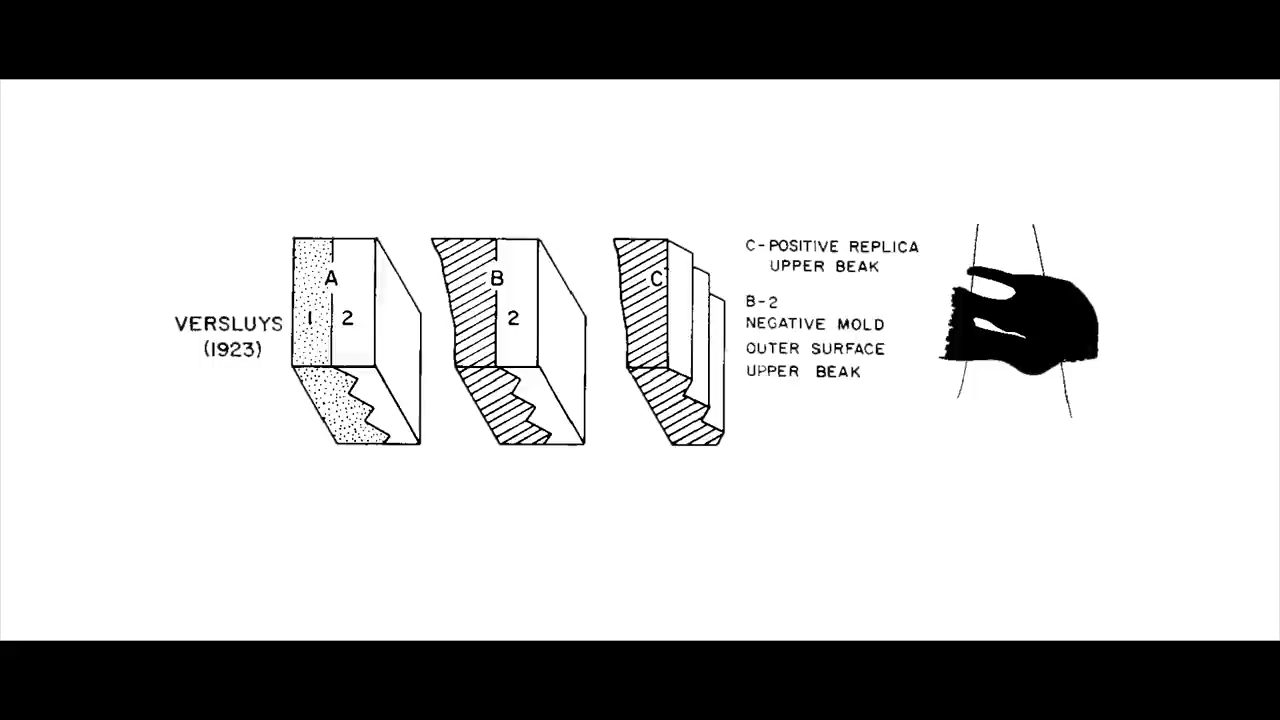 VERSLUYS
(1923)
A
1 2
B
2
C
C-POSITIVE REPLICA
UPPER BEAK
B-2
NEGATIVE MOLD
OUTER SURFACE
UPPER BEAK